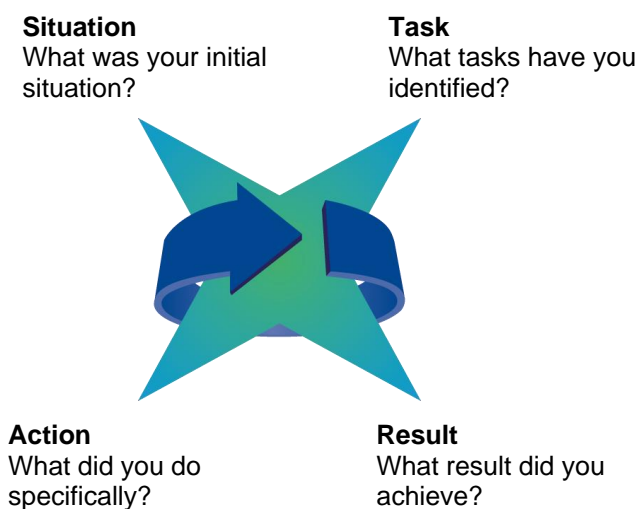 Situation
What was your initial
situation?
Task
What tasks have you
identified?
Action
What did you do
specifically?
Result
What result did you
achieve?